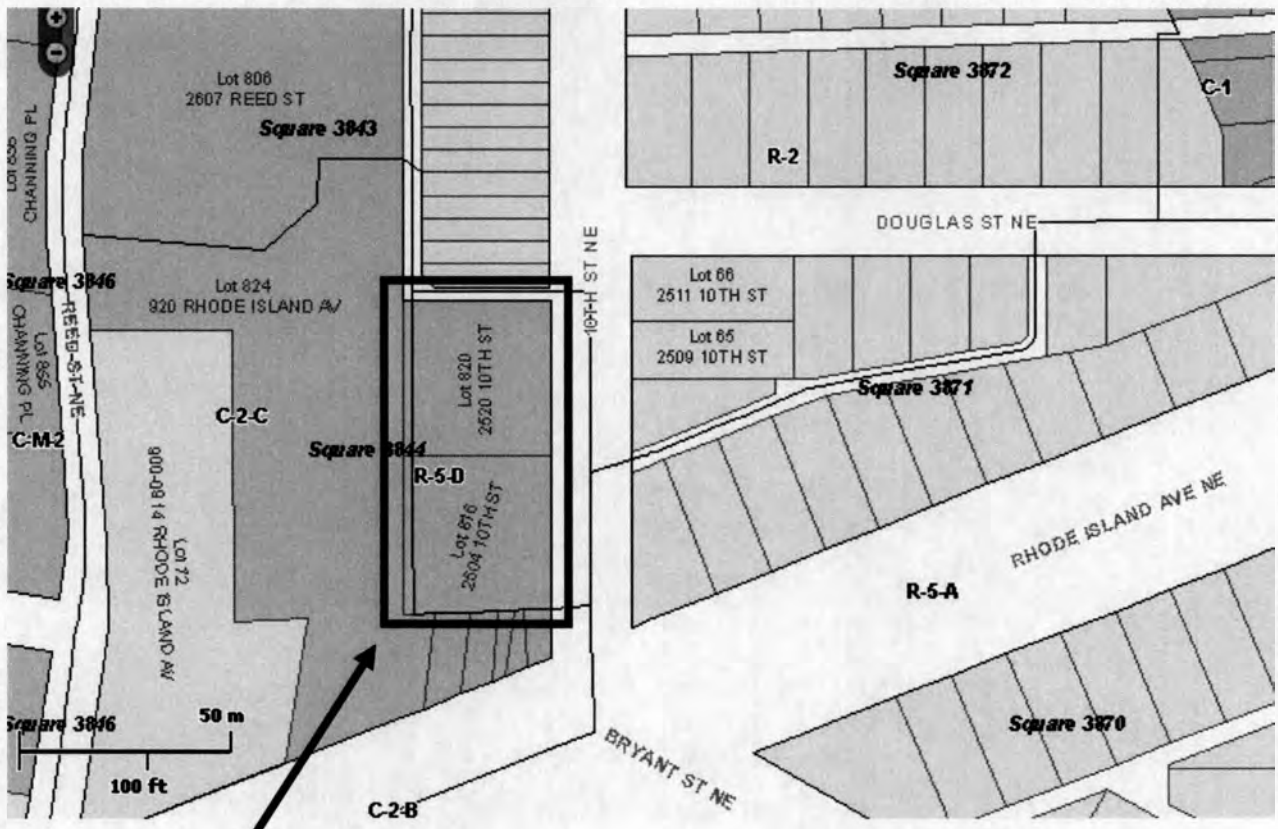 Lot 806
2607 REED ST
Square 3843
Square 3872
C-1
R-2
CHANNING PL
DOUGLAS ST NE
10TH ST NE
Square 3846
Lot 824
920 RHODE ISLAND AV
Lot 66
2511 10TH ST
Lot 65
2509 10TH ST
REED ST NE
CHANNING PL
Lot 820
2520 10TH ST
Square 3871
C-2-C
C-M-2
Square 3844
R-5-D
Lot 816
2504 10TH ST
Lot 72
RHODE ISLAND AV
RHODE ISLAND AVE NE
R-5-A
Square 3846
50 m
100 ft
Square 3870
BRYANT ST NE
C-2-B